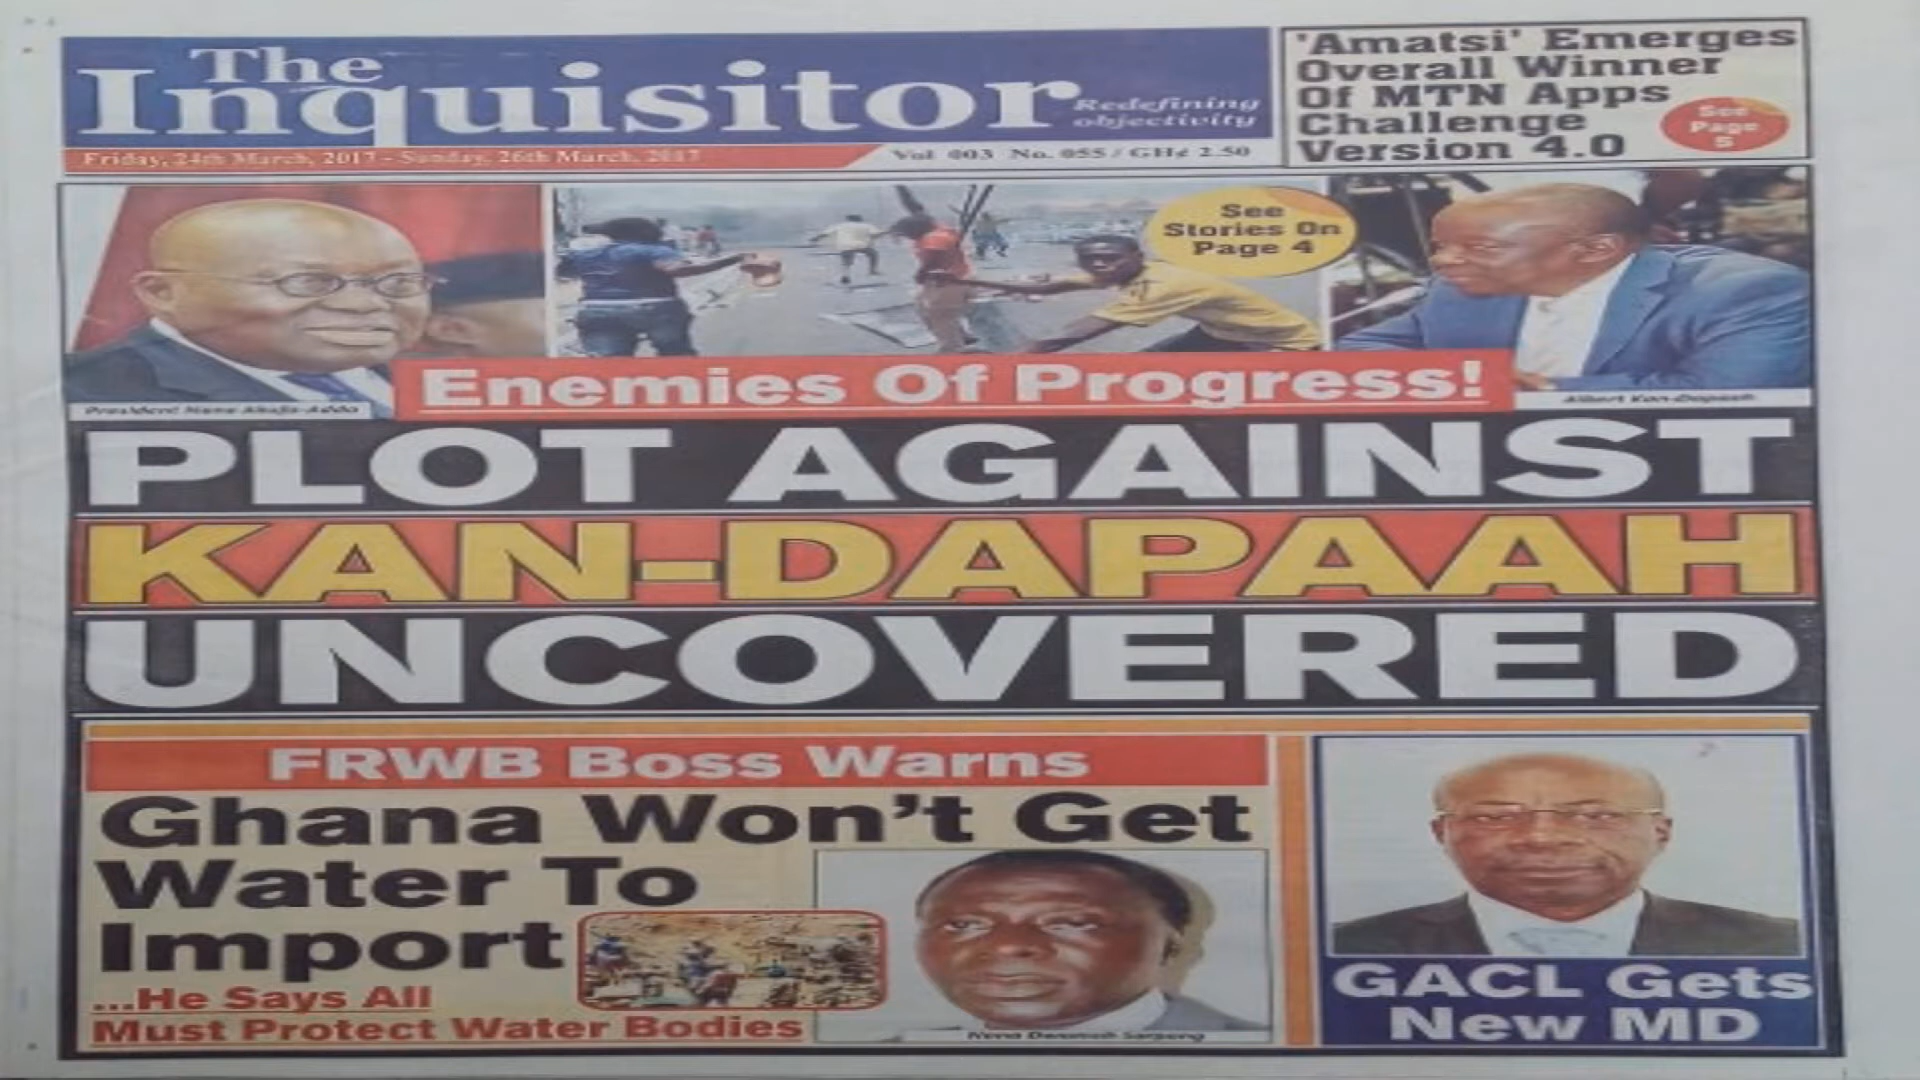 The
Inquisitor
Redefining
objectivity
Friday, 24th March, 2017 - Sunday, 26th March, 2017
Vol 003 No. 055 / GH¢ 2.50
'Amatsi' Emerges
Overall Winner
Of MTN Apps
Challenge
Version 4.0
See
Page
5
See
Stories On
Page 4
President Nana Akufo-Addo
Albert Kan-Dapaah
Enemies Of Progress!
PLOT AGAINST
KAN-DAPAAH
UNCOVERED
FRWB Boss Warns
Ghana Won't Get
Water To
Import
...He Says All
Must Protect Water Bodies
Nana Dwomoh Sarpong
GACL Gets
New MD